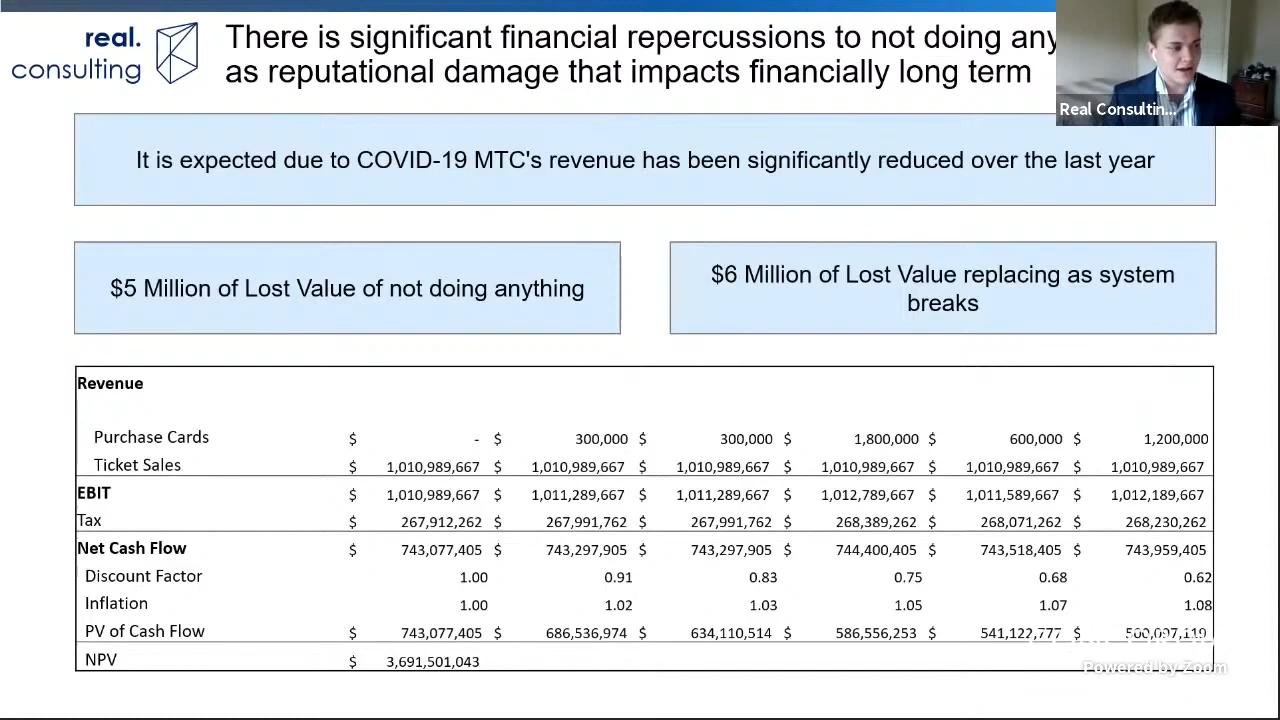 real.
consulting
There is significant financial repercussions to not doing
as reputational damage that impacts financially long term
Real Consultin...
It is expected due to COVID-19 MTC's revenue has been significantly reduced over the last year
$5 Million of Lost Value of not doing anything
$6 Million of Lost Value replacing as system
breaks
Revenue
Purchase Cards $ - $ 300,000 $ 300,000 $ 1,800,000 $ 600,000 $ 1,200,000
Ticket Sales $ 1,010,989,667 $ 1,010,989,667 $ 1,010,989,667 $ 1,010,989,667 $ 1,010,989,667 $ 1,010,989,667
EBIT $ 1,010,989,667 $ 1,011,289,667 $ 1,011,289,667 $ 1,012,789,667 $ 1,011,589,667 $ 1,012,189,667
Tax $ 267,912,262 $ 267,991,762 $ 267,991,762 $ 268,389,262 $ 268,071,262 $ 268,230,262
Net Cash Flow $ 743,077,405 $ 743,297,905 $ 743,297,905 $ 744,400,405 $ 743,518,405 $ 743,959,405
Discount Factor 1.00 0.91 0.83 0.75 0.68 0.62
Inflation 1.00 1.02 1.03 1.05 1.07 1.08
PV of Cash Flow $ 743,077,405 $ 686,536,974 $ 634,110,514 $ 586,556,253 $ 541,122,777 $
NPV $ 3,691,501,043
Powered by Zoom